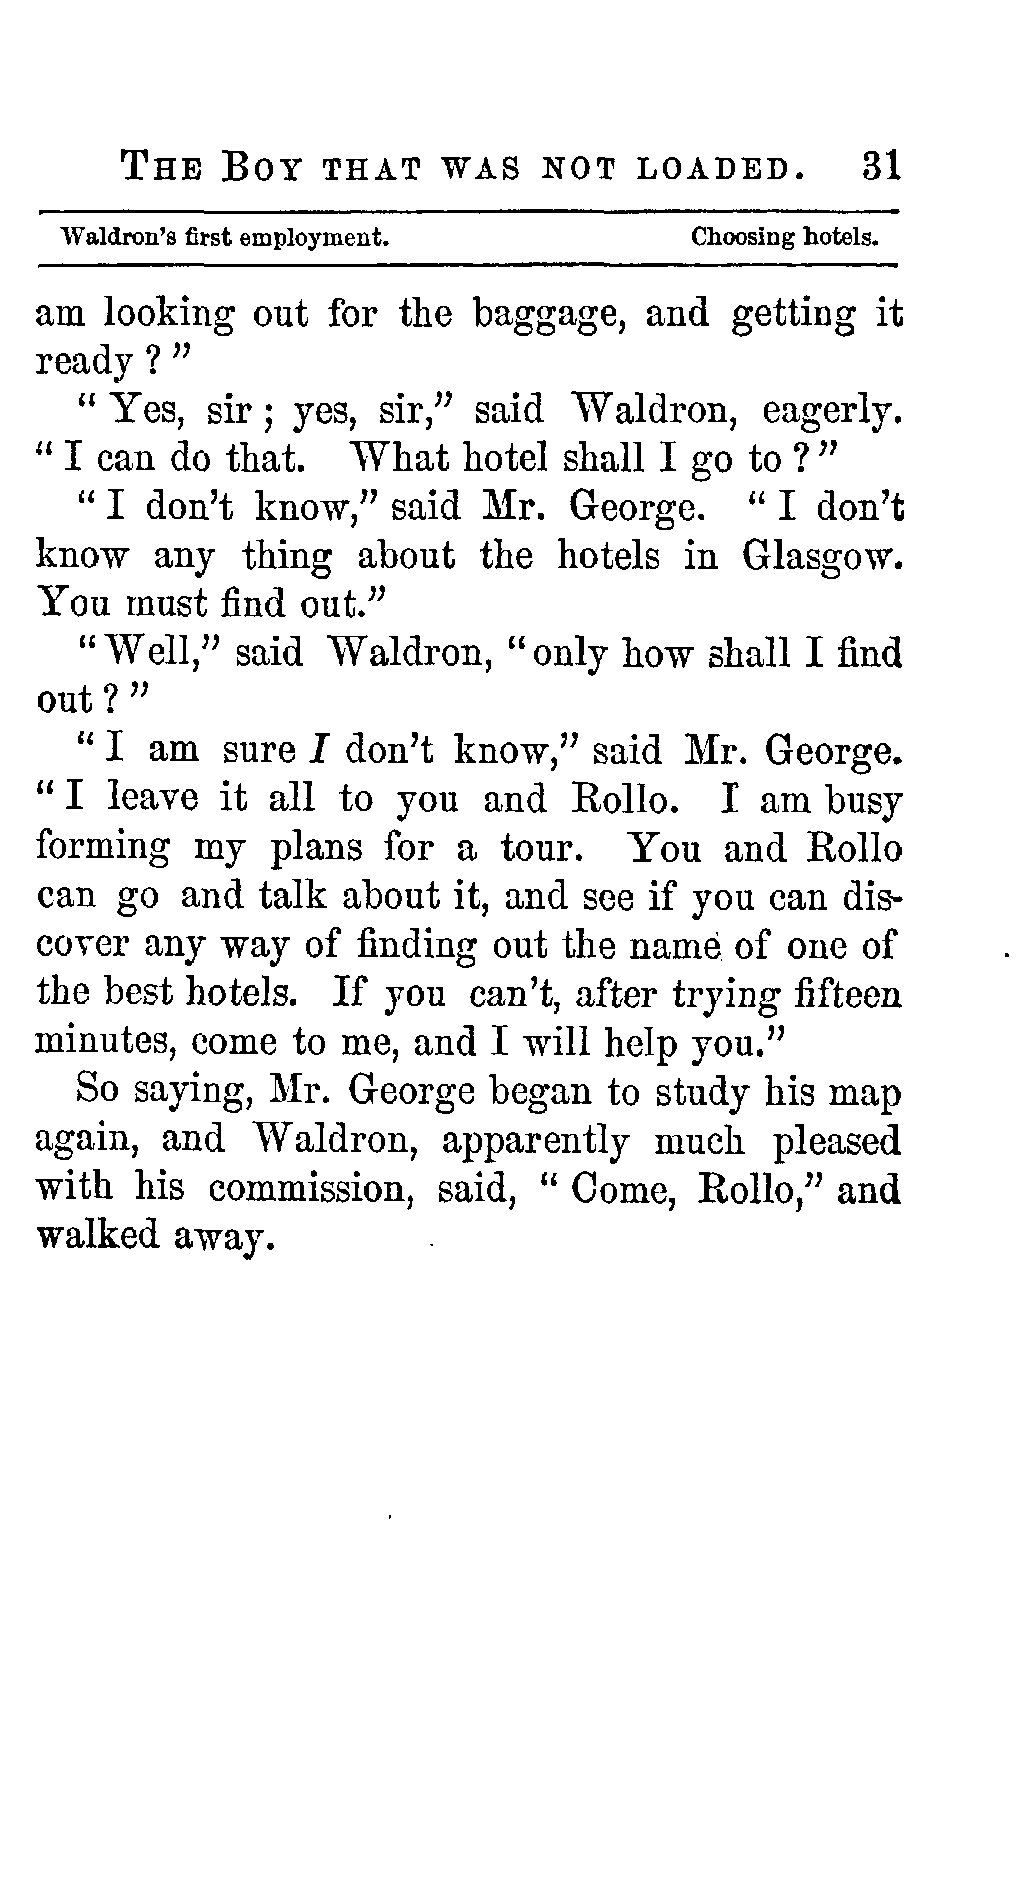 THE BOY THAT WAS NOT LOADED. 31
Waldron's first employment. Choosing hotels.
am looking out for the baggage, and getting it
ready ? ”
“ Yes, sir ; yes, sir,” said Waldron, eagerly.
“ I can do that. What hotel shall I go to ? ”
“ I don't know,” said Mr. George. “ I don't
know any thing about the hotels in Glasgow.
You must find out.”
“ Well,” said Waldron, “ only how shall I find
out ? ”
“ I am sure I don't know,” said Mr. George.
“ I leave it all to you and Rollo. I am busy
forming my plans for a tour. You and Rollo
can go and talk about it, and see if you can dis-
cover any way of finding out the name of one of
the best hotels. If you can't, after trying fifteen
minutes, come to me, and I will help you.”
So saying, Mr. George began to study his map
again, and Waldron, apparently much pleased
with his commission, said, “ Come, Rollo,” and
walked away.